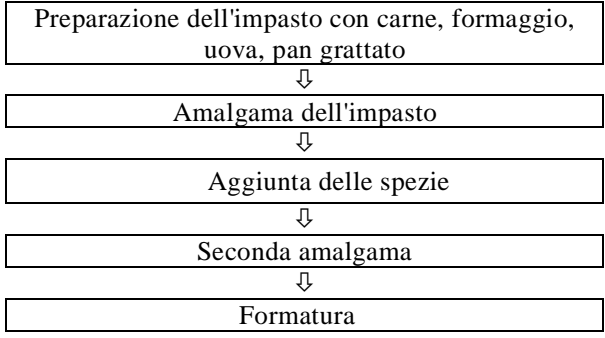 Preparazione dell'impasto con carne, formaggio,
uova, pan grattato
⇩
Amalgama dell'impasto
⇩
Aggiunta delle spezie
⇩
Seconda amalgama
⇩
Formatura